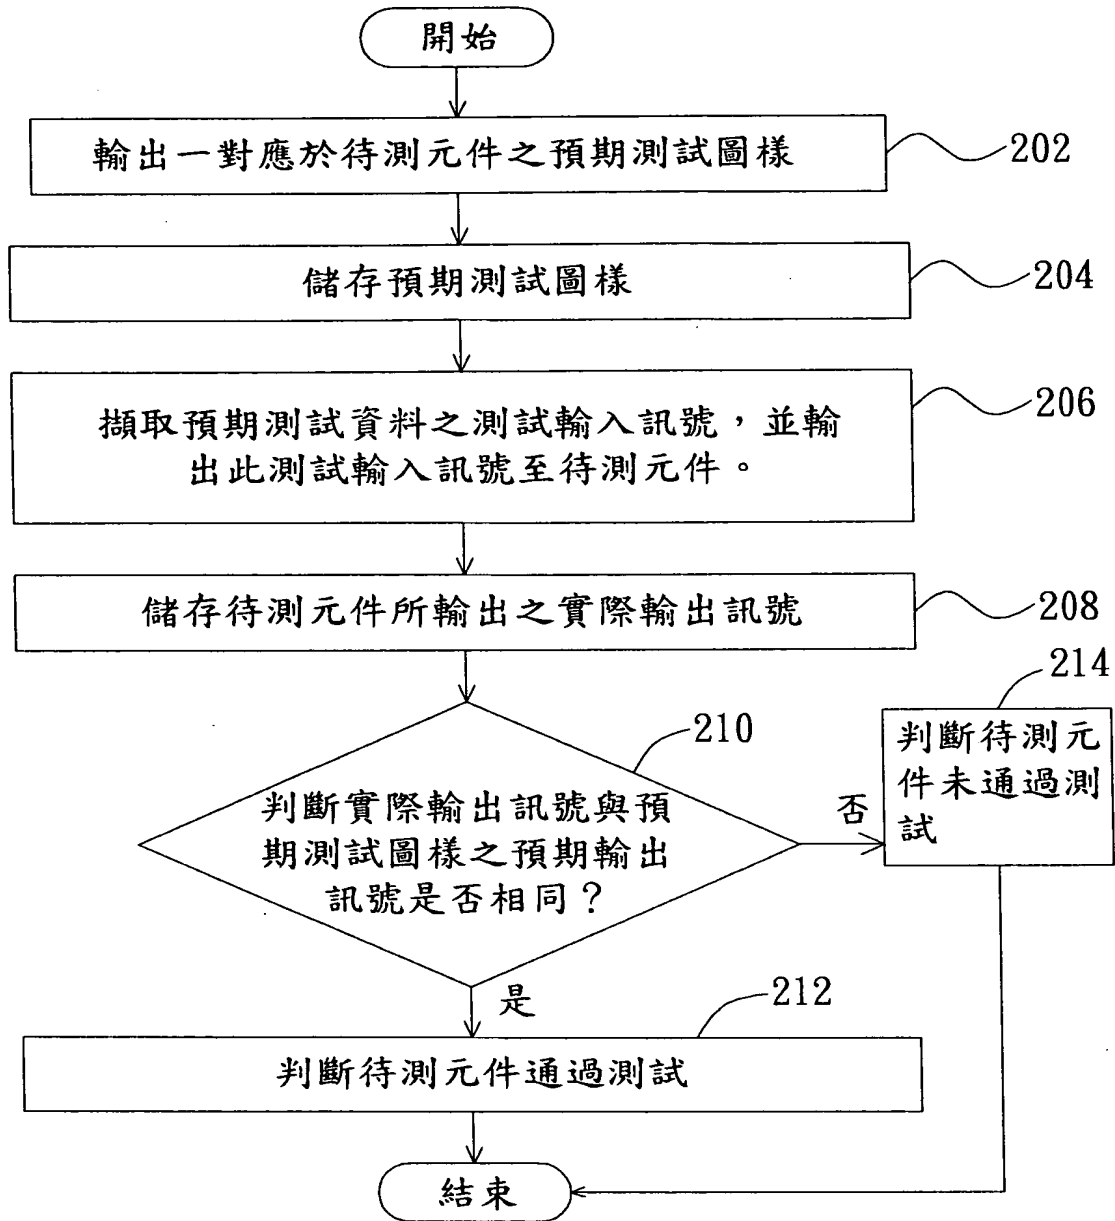 開始
輸出一對應於待測元件之預期測試圖樣
202
儲存預期測試圖樣
204
擷取預期測試資料之測試輸入訊號，並輸
出此測試輸入訊號至待測元件。
206
儲存待測元件所輸出之實際輸出訊號
208
判斷實際輸出訊號與預
期測試圖樣之預期輸出
訊號是否相同？
210
否
214
判斷待測元
件未通過測
試
是
212
判斷待測元件通過測試
結束